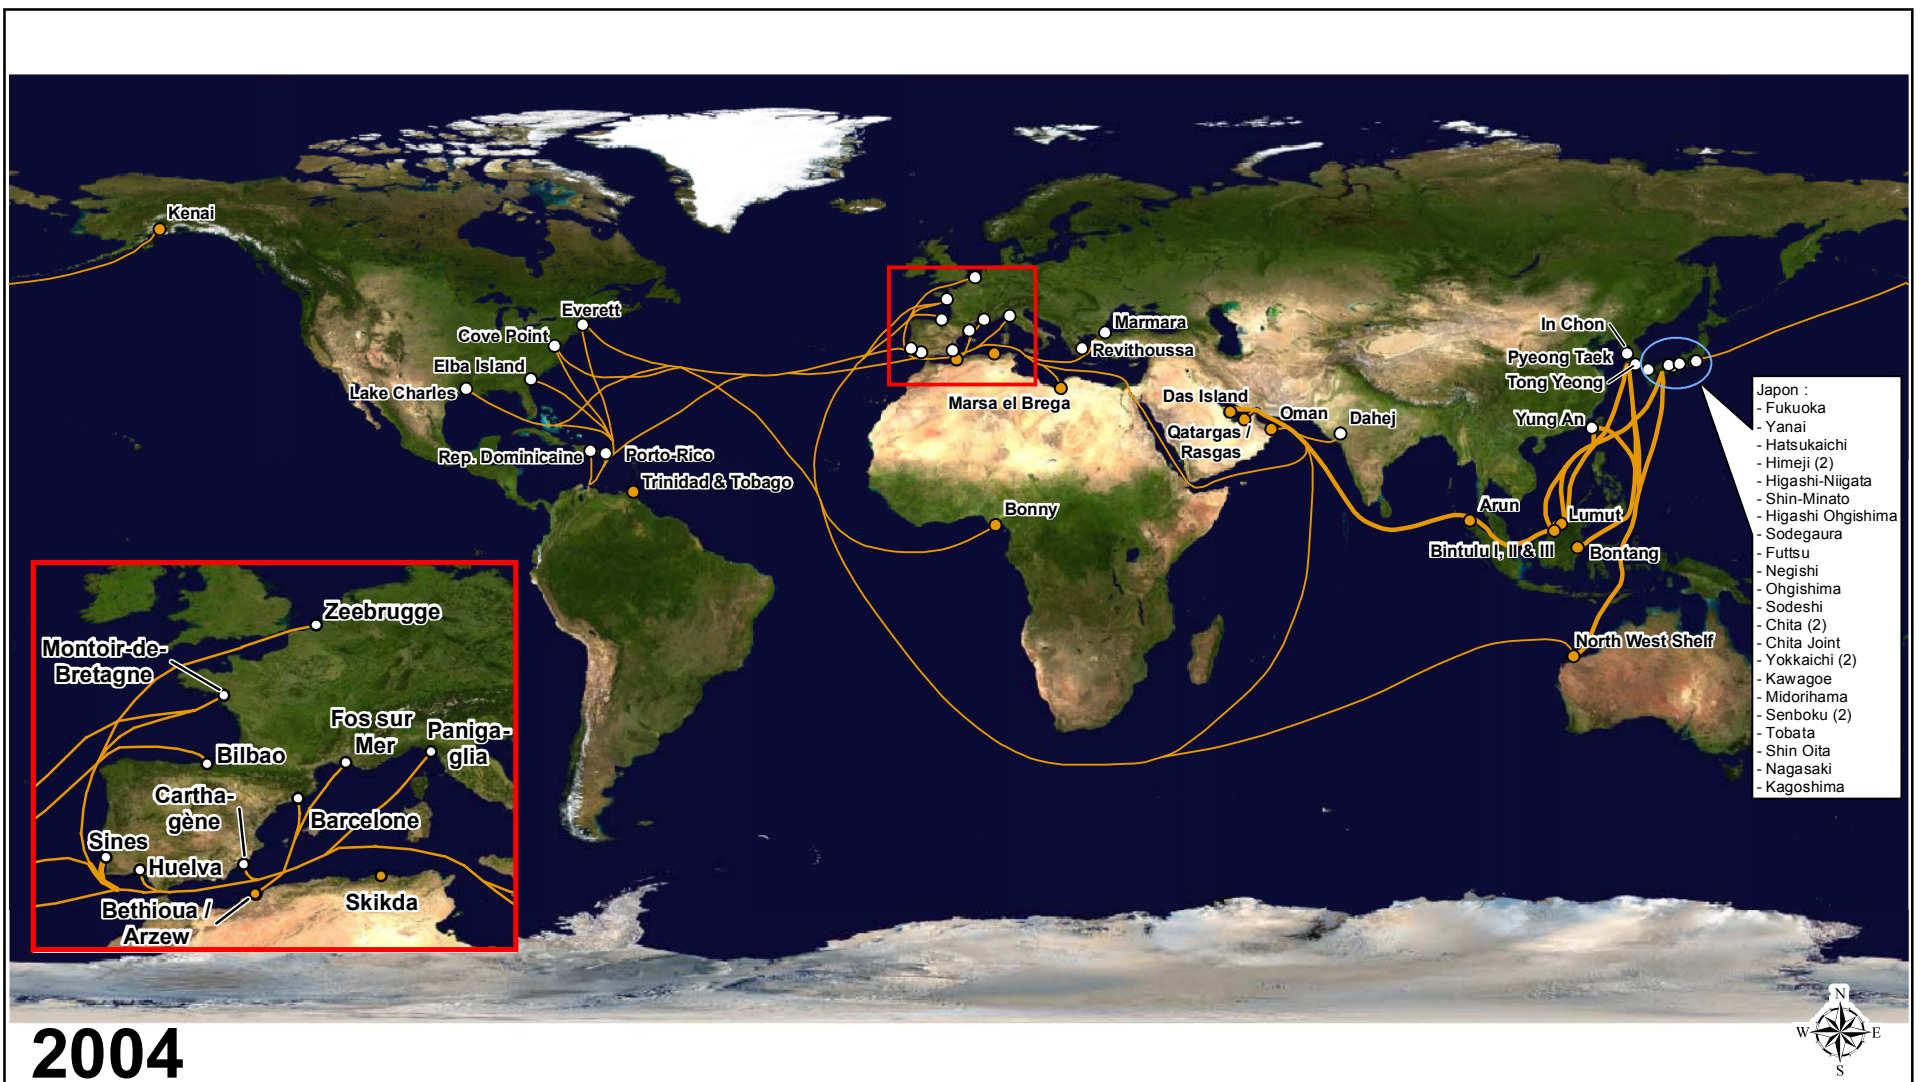 Kenai
Everett
Cove Point
Elba Island
Lake Charles
Rep. Dominicaine
Porto-Rico
Trinidad & Tobago
Marmara
Revithoussa
Marsa el Brega
Das Island
Qatargas /
Rasgas
Oman
Dahej
Bonny
In Chon
Pyeong Taek
Tong Yeong
Yung An
Arun
Lumut
Bintulu I, II & III
Bontang
North West Shelf
Japon :
- Fukuoka
- Yanai
- Hatsukaichi
- Himeji (2)
- Higashi-Niigata
- Shin-Minato
- Higashi Ohgishima
- Sodegaura
- Futtsu
- Negishi
- Ohgishima
- Sodeshi
- Chita (2)
- Chita Joint
- Yokkaichi (2)
- Kawagoe
- Midorihama
- Senboku (2)
- Tobata
- Shin Oita
- Nagasaki
- Kagoshima
Zeebrugge
Montoir-de-
Bretagne
Fos sur
Mer
Paniga-
glia
Bilbao
Cartha-
gène
Barcelone
Sines
Huelva
Bethioua /
Arzew
Skikda
2004
N
W
E
S